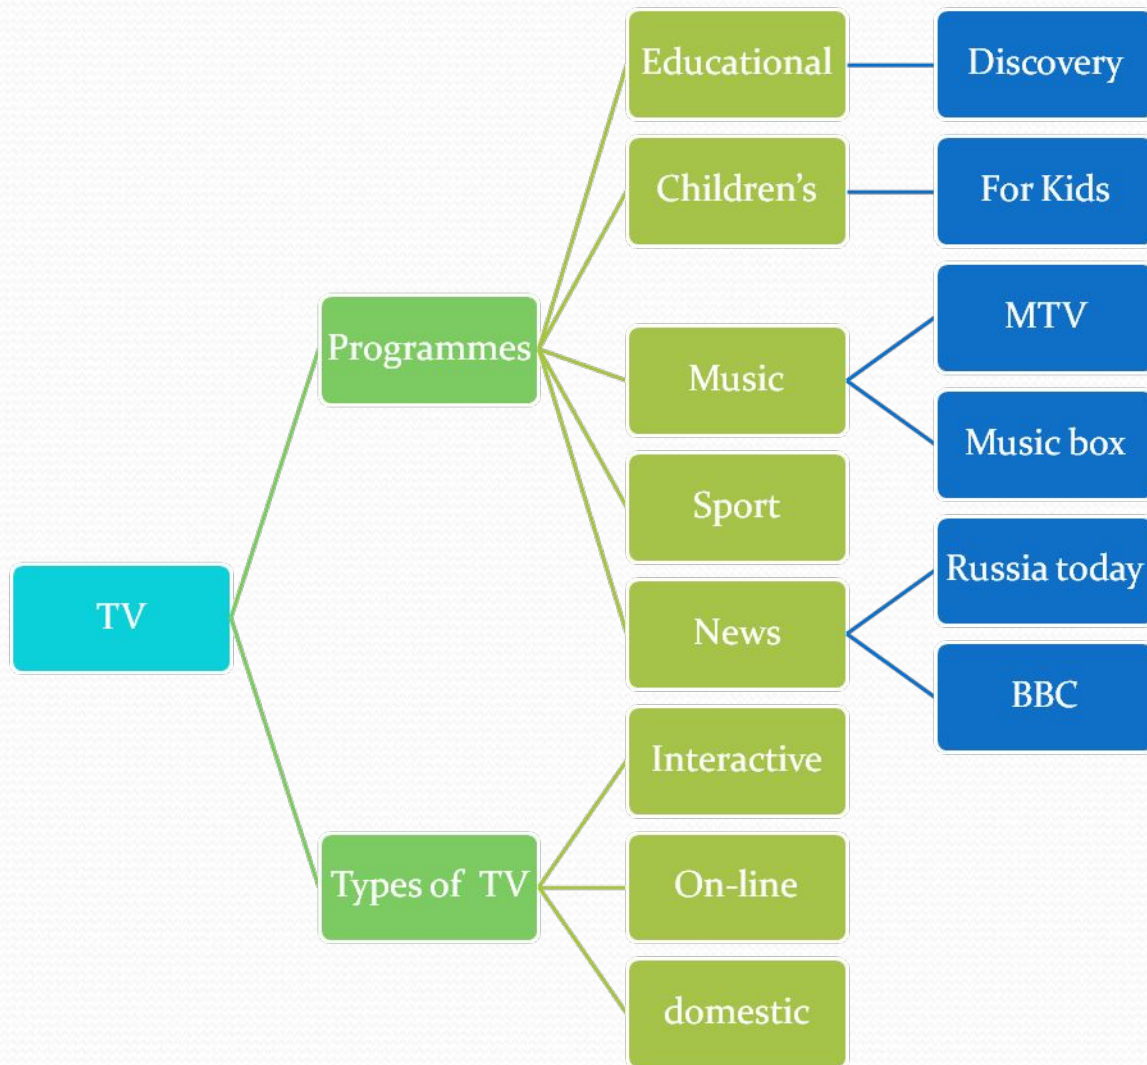 TV
Programmes
Educational
Discovery
Children’s
For Kids
Music
MTV
Music box
Sport
News
Russia today
BBC
Types of TV
Interactive
On-line
domestic